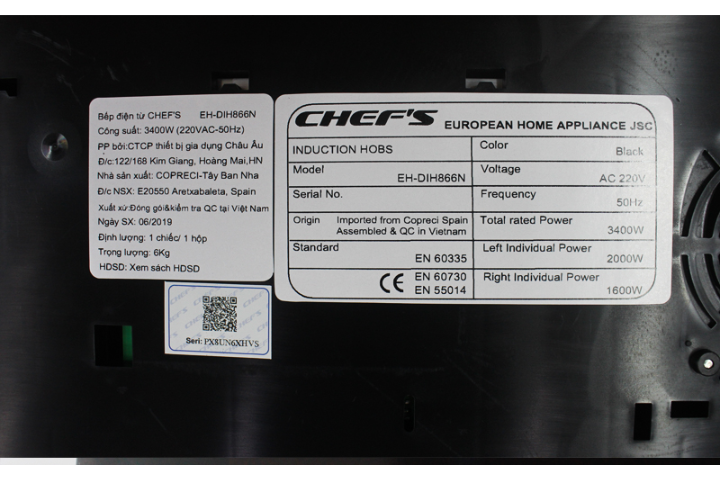 Bếp điện từ CHEF'S EH-DIH866N
Công suất: 3400W (220VAC-50Hz)
PP bởi:CTCP thiết bị gia dụng Châu Âu
Đ/c:122/168 Kim Giang, Hoàng Mai,HN
Nhà sản xuất: COPRECI-Tây Ban Nha
Đ/c NSX: E20550 Aretxabaleta, Spain
Xuất xứ:Đóng gói&kiểm tra QC tại Việt Nam
Ngày SX: 06/2019
Định lượng: 1 chiếc/ 1 hộp
Trọng lượng: 6Kg
HDSD: Xem sách HDSD
CHEF'S EUROPEAN HOME APPLIANCE JSC
INDUCTION HOBS
Color Black
Model EH-DIH866N
Voltage AC 220V
Serial No.
Frequency 50Hz
Origin Imported from Copreci Spain
Assembled & QC in Vietnam
Total rated Power 3400W
Standard EN 60335
Left Individual Power 2000W
CE EN 60730
EN 55014
Right Individual Power 1600W
Seri: PX8UN6XHVS